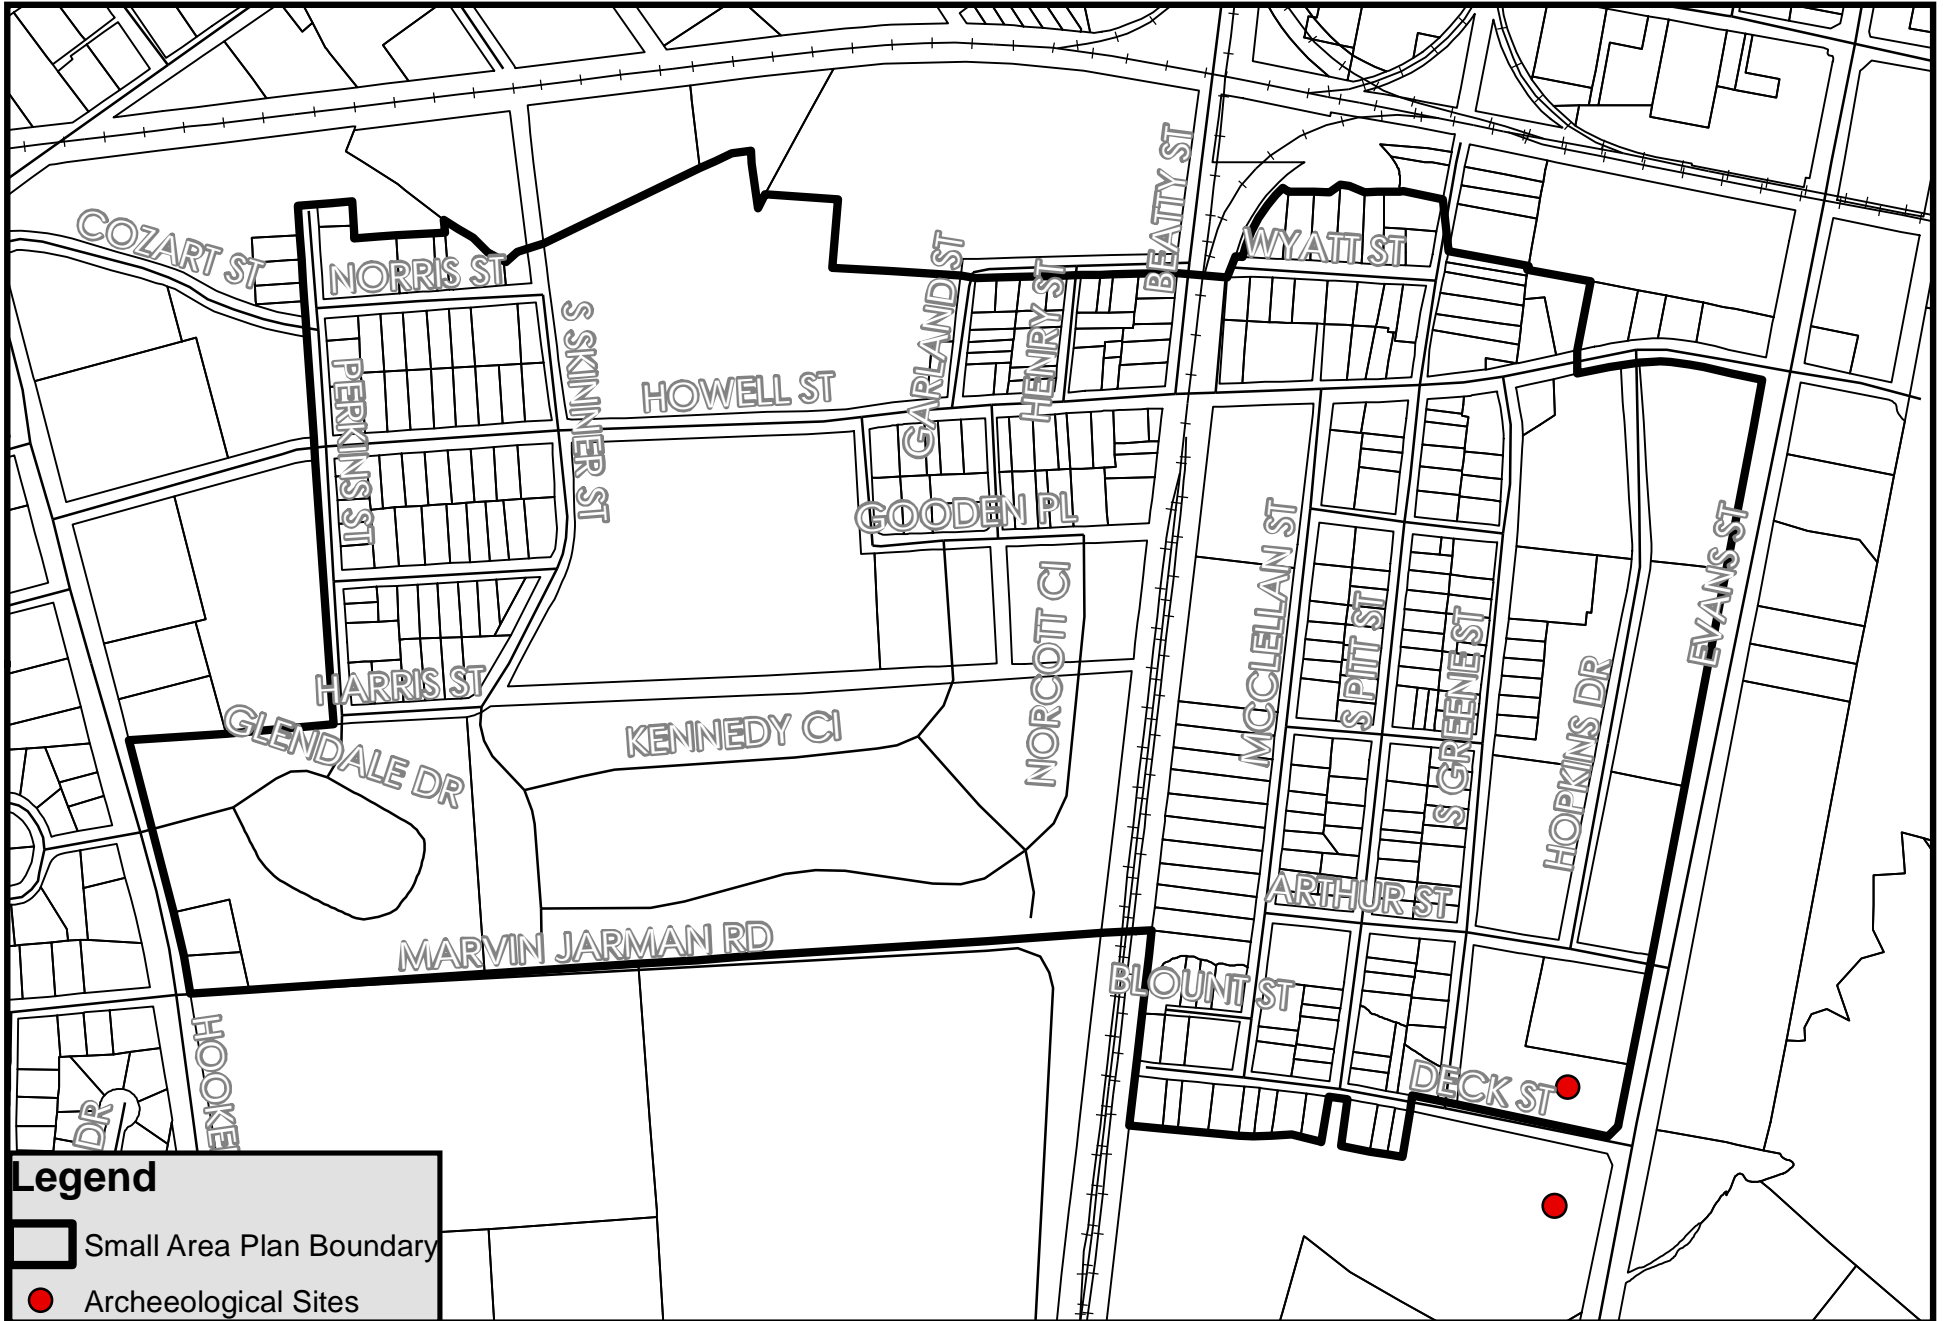 BEATTY ST
COZART ST
NORRIS ST
WYATT ST
GARLAND ST
HENRY ST
S SKINNER ST
PERKINS ST
HOWELL ST
GOODEN PL
MCCLELLAN ST
EVANS ST
NORCOTT CI
S PITT ST
S GREENE ST
HARRIS ST
HOPKINS DR
GLENDALE DR
KENNEDY CI
ARTHUR ST
MARVIN JARMAN RD
BLOUNT ST
HOOKE
DECK ST
DR
Legend
Small Area Plan Boundary
Archeeological Sites